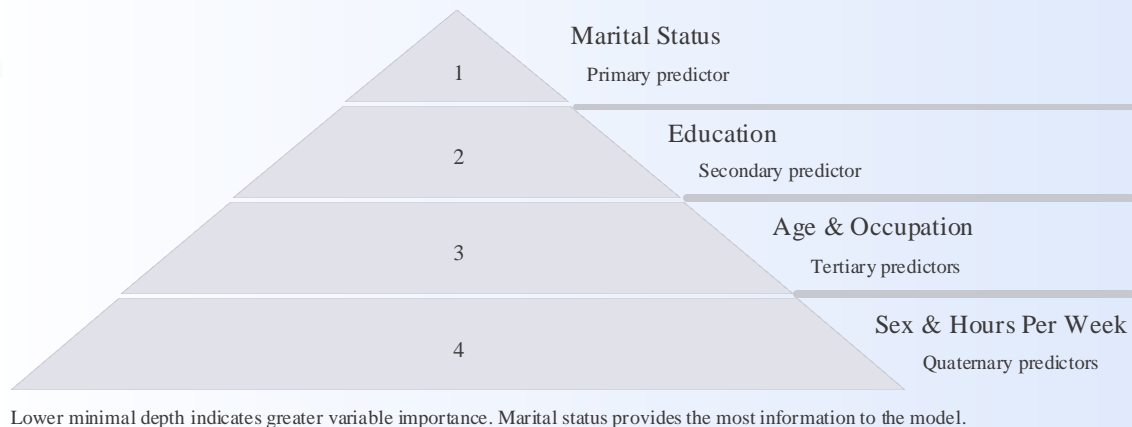 1
Marital Status
Primary predictor
2
Education
Secondary predictor
3
Age & Occupation
Tertiary predictors
4
Sex & Hours Per Week
Quaternary predictors
Lower minimal depth indicates greater variable importance. Marital status provides the most information to the model.